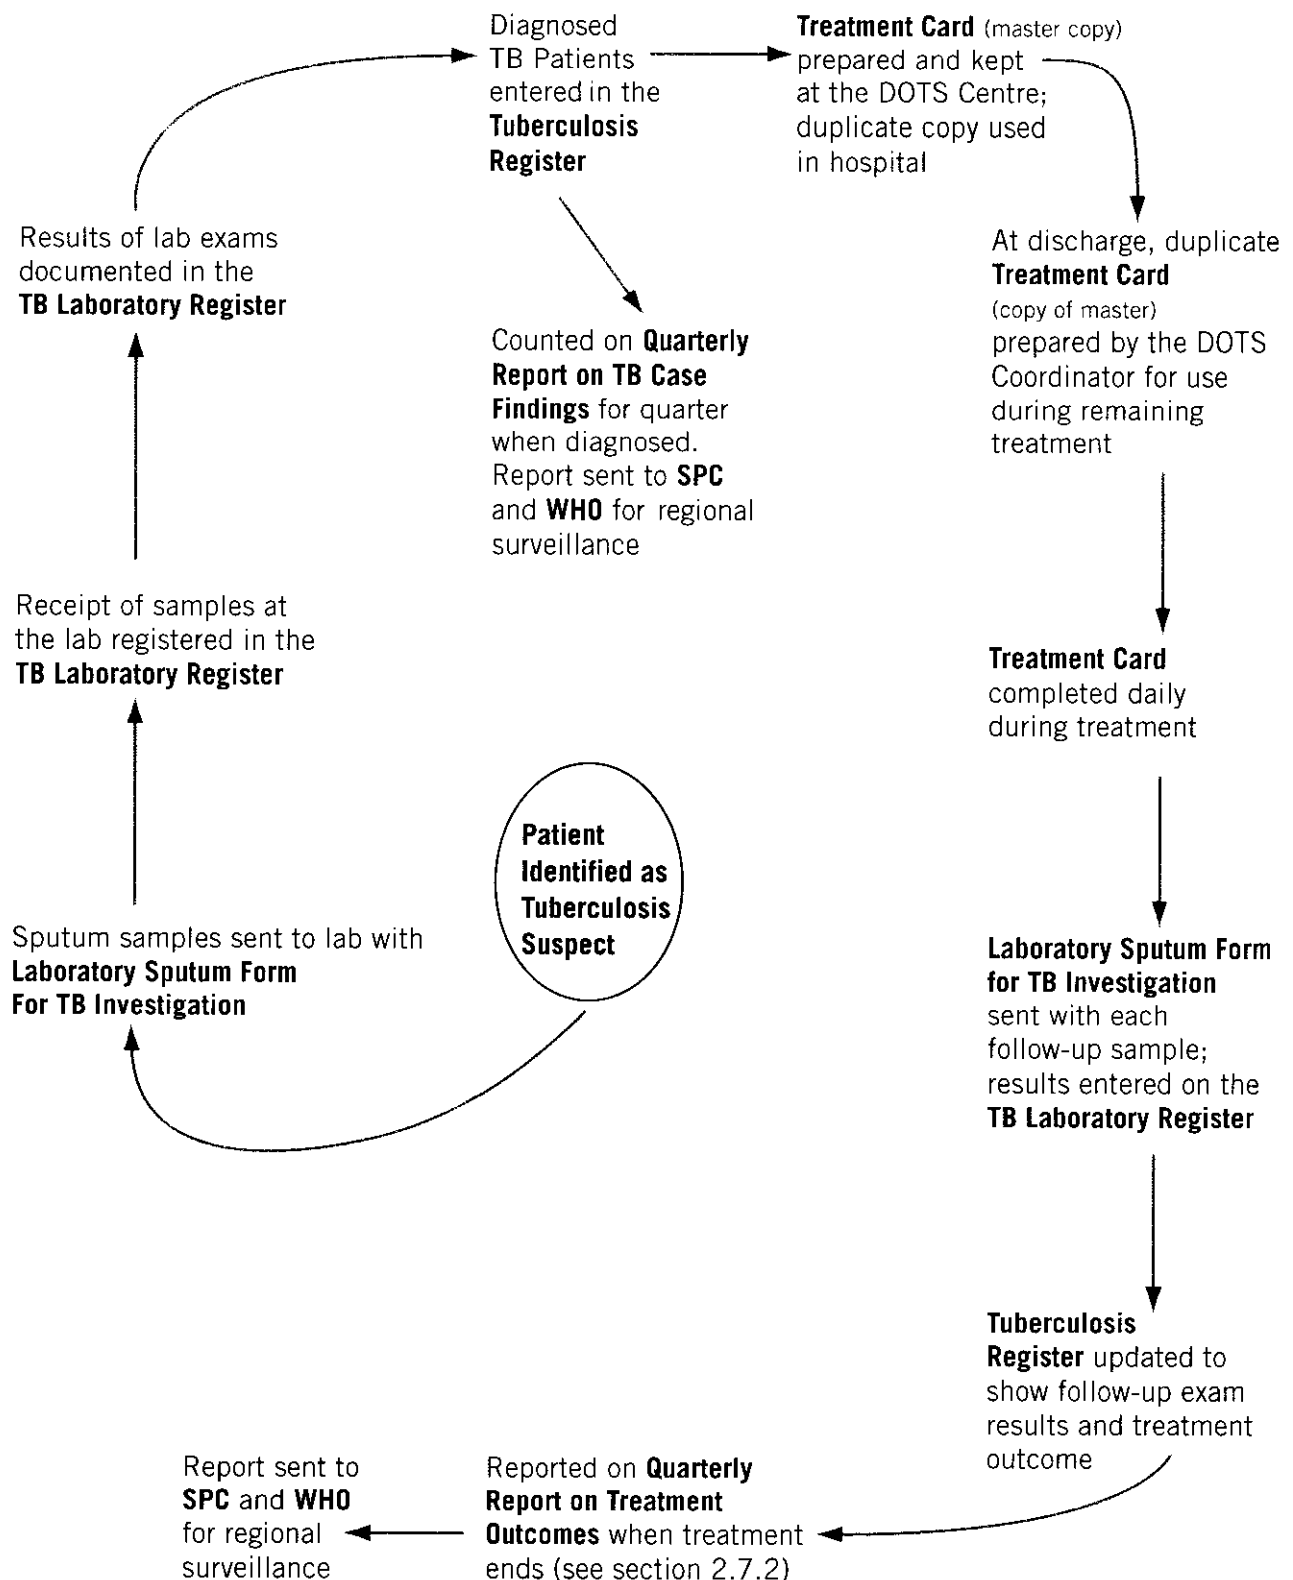 Diagnosed
TB Patients
entered in the
Tuberculosis
Register
Treatment Card (master copy)
prepared and kept
at the DOTS Centre;
duplicate copy used
in hospital
Results of lab exams
documented in the
TB Laboratory Register
At discharge, duplicate
Treatment Card
(copy of master)
prepared by the DOTS
Coordinator for use
during remaining
treatment
Counted on Quarterly
Report on TB Case
Findings for quarter
when diagnosed.
Report sent to SPC
and WHO for regional
surveillance
Receipt of samples at
the lab registered in the
TB Laboratory Register
Treatment Card
completed daily
during treatment
Patient
Identified as
Tuberculosis
Suspect
Sputum samples sent to lab with
Laboratory Sputum Form
For TB Investigation
Laboratory Sputum Form
for TB Investigation
sent with each
follow-up sample;
results entered on the
TB Laboratory Register
Tuberculosis
Register updated to
show follow-up exam
results and treatment
outcome
Reported on Quarterly
Report on Treatment
Outcomes when treatment
ends (see section 2.7.2)
Report sent to
SPC and WHO
for regional
surveillance